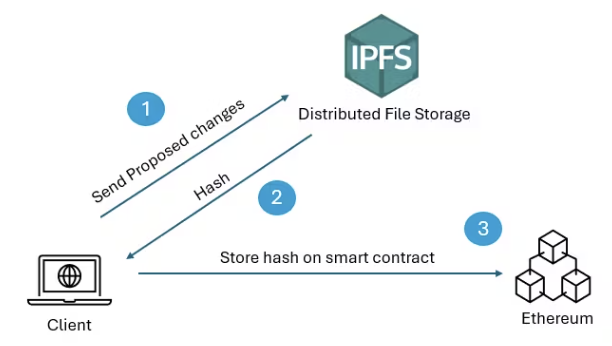 IPFS
1
Distributed File Storage
Send Proposed changes
Hash
2
3
Store hash on smart contract
Client
Ethereum